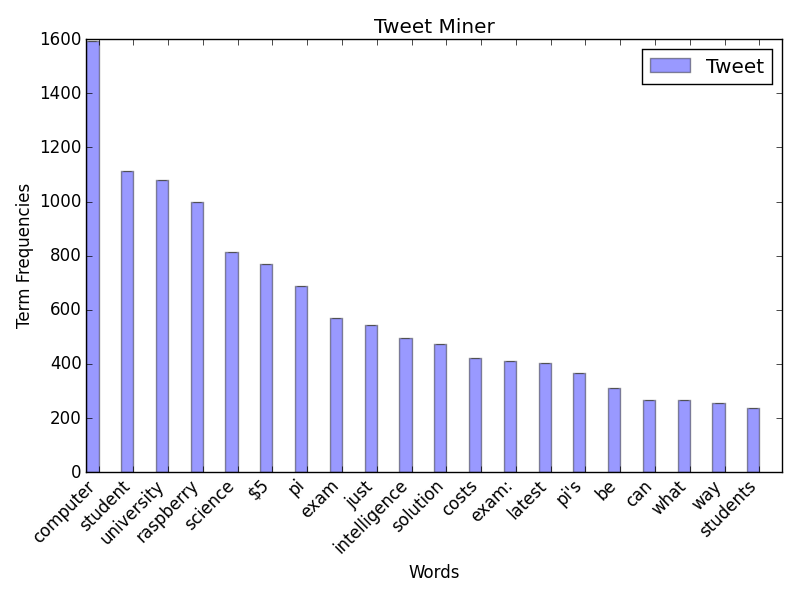 Tweet Miner
Tweet
Term Frequencies
1600
1400
1200
1000
800
600
400
200
0
computer
student
university
raspberry
science
$5
pi
exam
just
intelligence
solution
costs
exam:
latest
pi's
be
can
what
way
students
Words